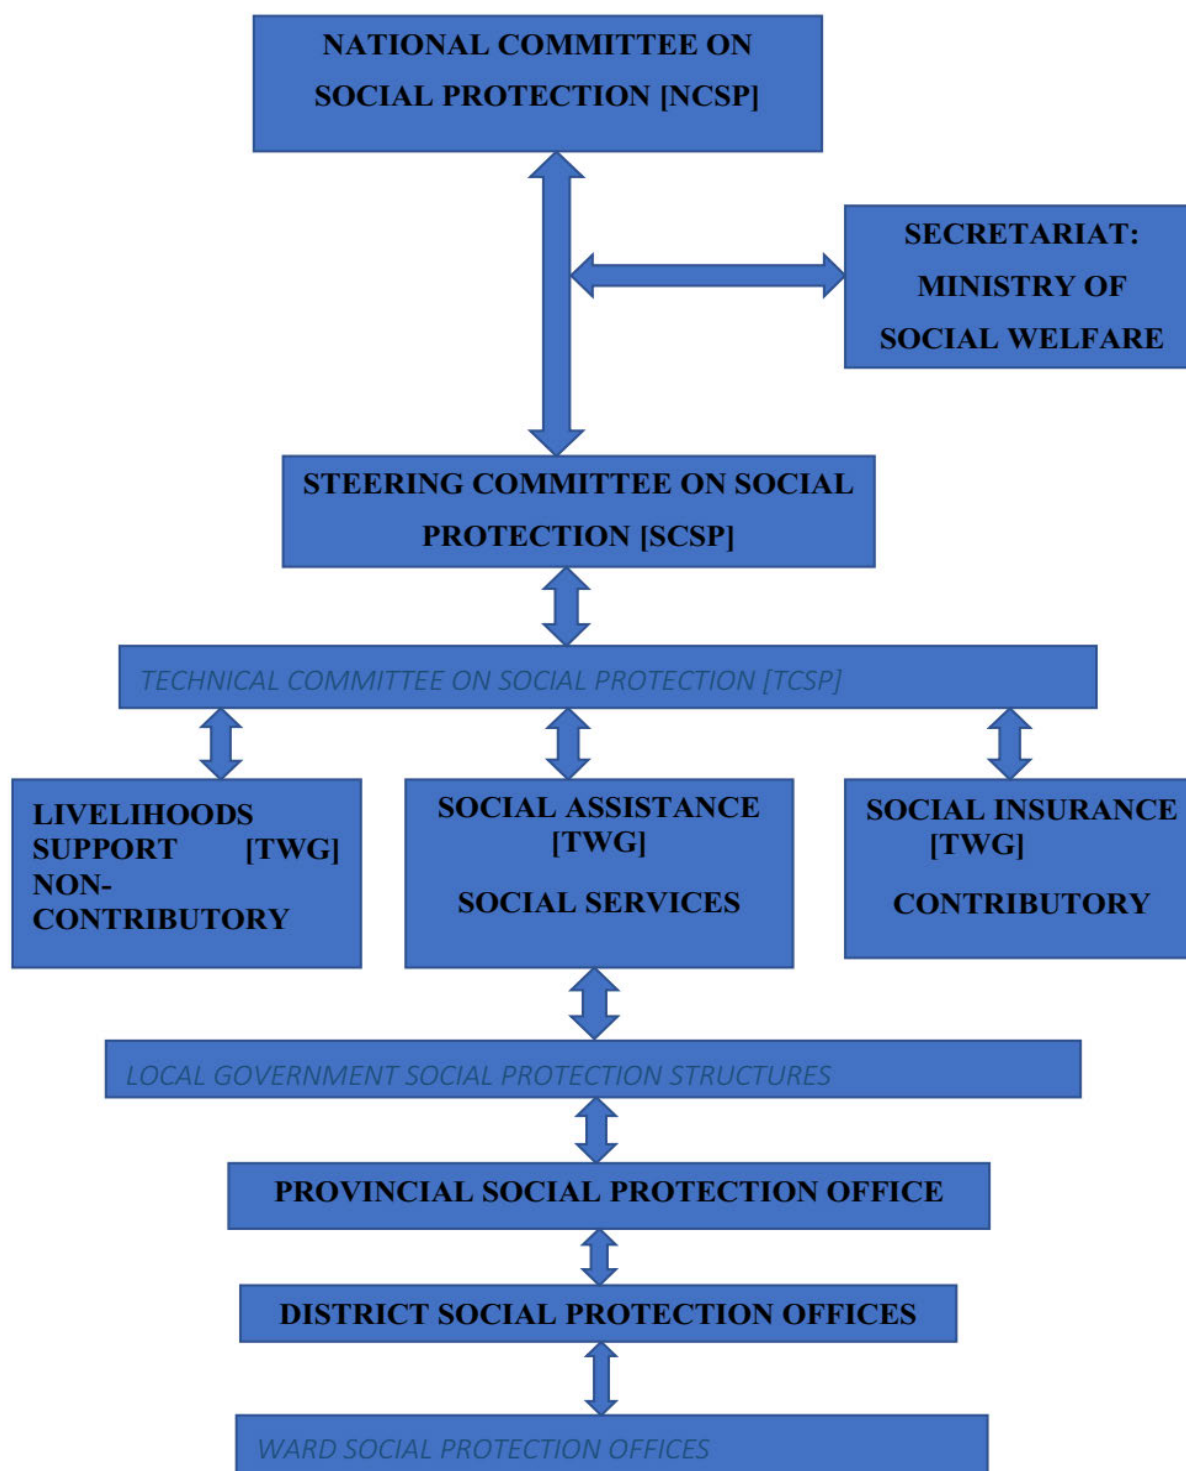 NATIONAL COMMITTEE ON
SOCIAL PROTECTION [NCSP]
SECRETARIAT:
MINISTRY OF
SOCIAL WELFARE
STEERING COMMITTEE ON SOCIAL
PROTECTION [SCSP]
TECHNICAL COMMITTEE ON SOCIAL PROTECTION [TCSP]
LIVELIHOODS
SUPPORT [TWG]
NON-
CONTRIBUTORY
SOCIAL ASSISTANCE
[TWG]
SOCIAL SERVICES
SOCIAL INSURANCE
[TWG]
CONTRIBUTORY
LOCAL GOVERNMENT SOCIAL PROTECTION STRUCTURES
PROVINCIAL SOCIAL PROTECTION OFFICE
DISTRICT SOCIAL PROTECTION OFFICES
WARD SOCIAL PROTECTION OFFICES